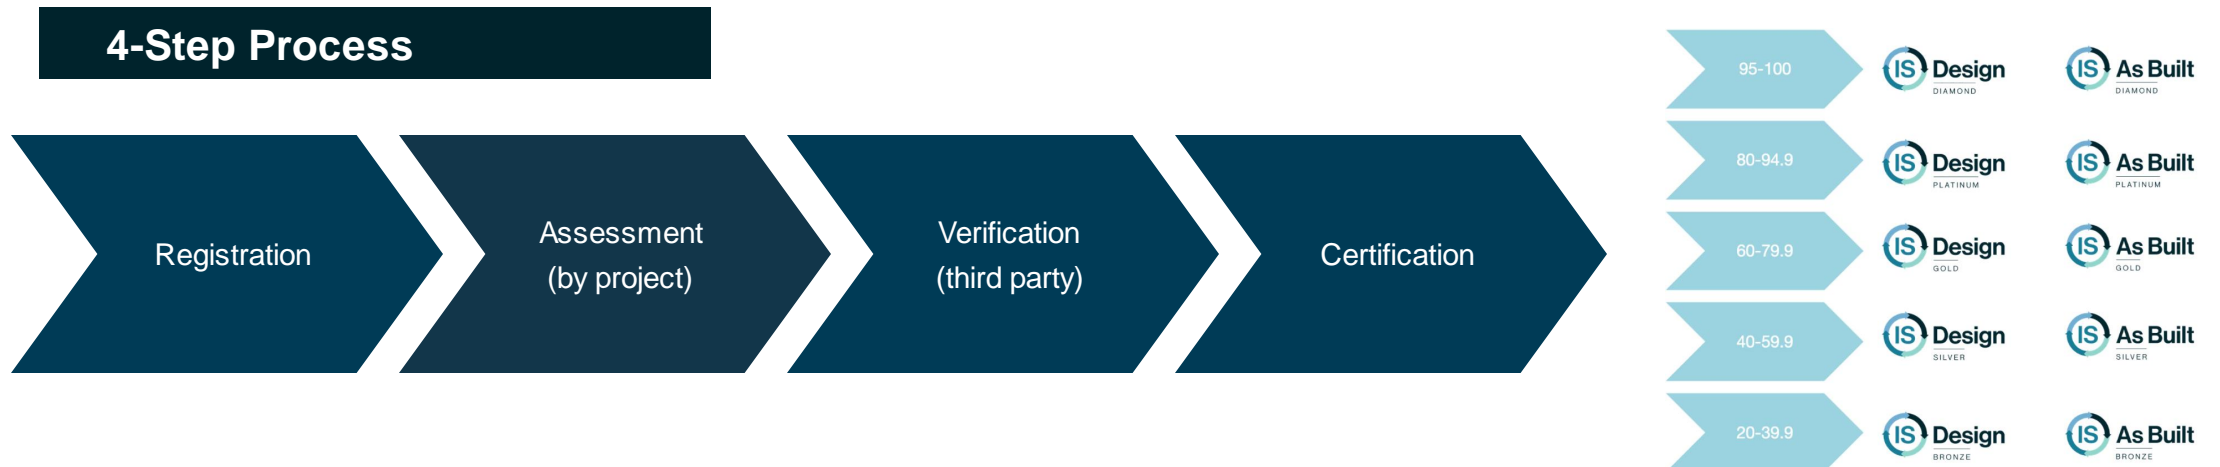 4-Step Process
Registration
Assessment
(by project)
Verification
(third party)
Certification
95-100
IS Design
DIAMOND
IS As Built
DIAMOND
80-94.9
IS Design
PLATINUM
IS As Built
PLATINUM
60-79.9
IS Design
GOLD
IS As Built
GOLD
40-59.9
IS Design
SILVER
IS As Built
SILVER
20-39.9
IS Design
BRONZE
IS As Built
BRONZE